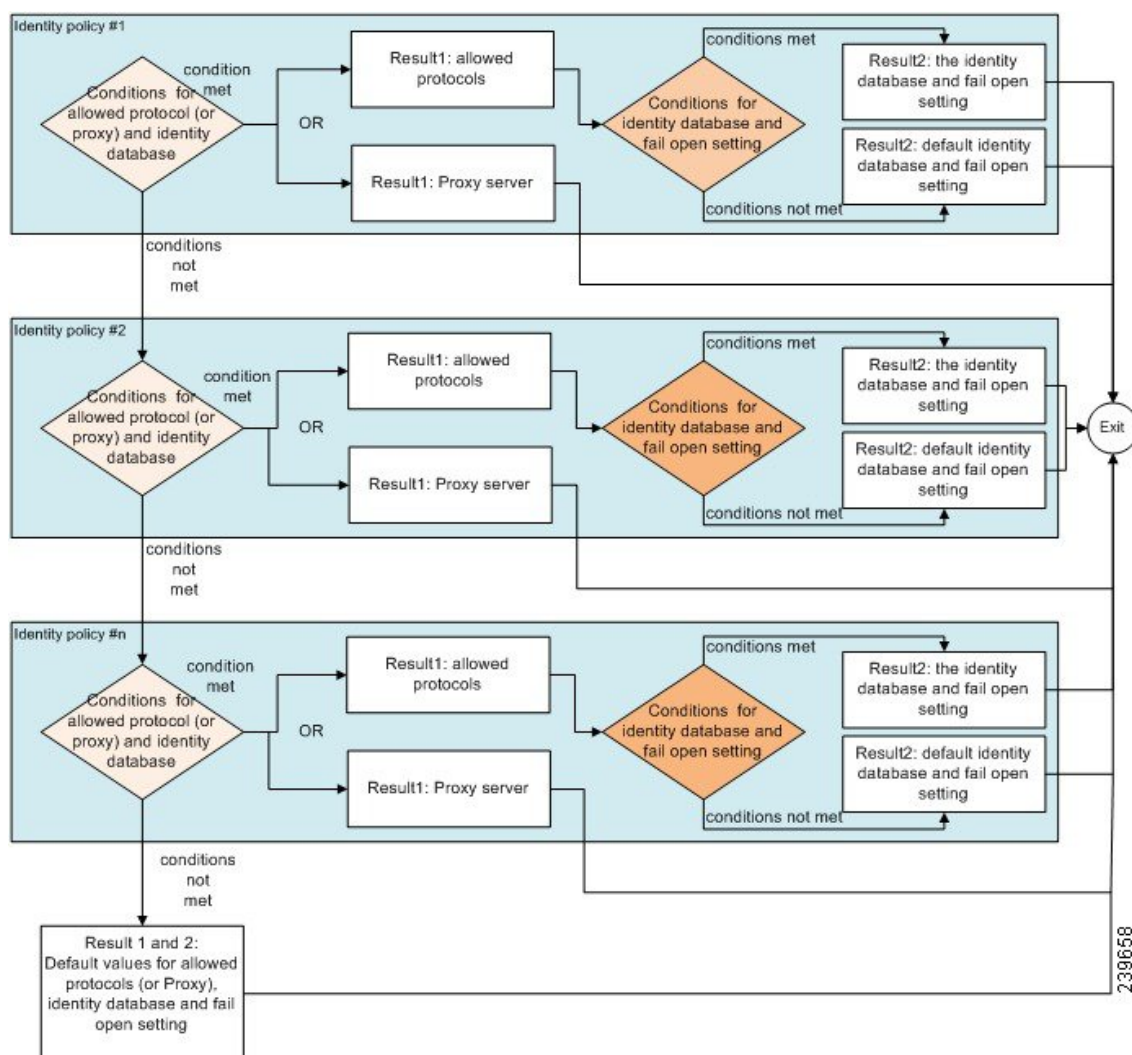 Identity policy #1
condition
met
Conditions for
allowed protocol (or
proxy) and identity
database
OR
Result1: allowed
protocols
Result1: Proxy server
conditions met
Conditions for
identity database and
fail open setting
conditions not met
Result2: the identity
database and fail open
setting
Result2: default identity
database and fail open
setting
conditions
not
met
Identity policy #2
condition
met
Conditions for
allowed protocol (or
proxy) and identity
database
OR
Result1: allowed
protocols
Result1: Proxy server
conditions met
Conditions for
identity database and
fail open setting
conditions not met
Result2: the identity
database and fail open
setting
Result2: default identity
database and fail open
setting
Exit
conditions
not
met
Identity policy #n
condition
met
Conditions for
allowed protocol (or
proxy) and identity
database
OR
Result1: allowed
protocols
Result1: Proxy server
conditions met
Conditions for
identity database and
fail open setting
conditions not met
Result2: the identity
database and fail open
setting
Result2: default identity
database and fail open
setting
conditions
not
met
Result 1 and 2:
Default values for allowed
protocols (or Proxy),
identity database and fail
open setting
239658